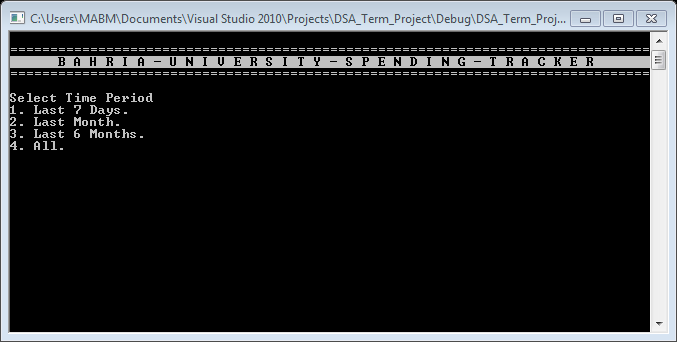 C:\Users\MABM\Documents\Visual Studio 2010\Projects\DSA_Term_Project\Debug\DSA_Term_Proj...
================================================================================
B A H R I A - U N I V E R S I T Y - S P E N D I N G - T R A C K E R
================================================================================
Select Time Period
1. Last 7 Days.
2. Last Month.
3. Last 6 Months.
4. All.